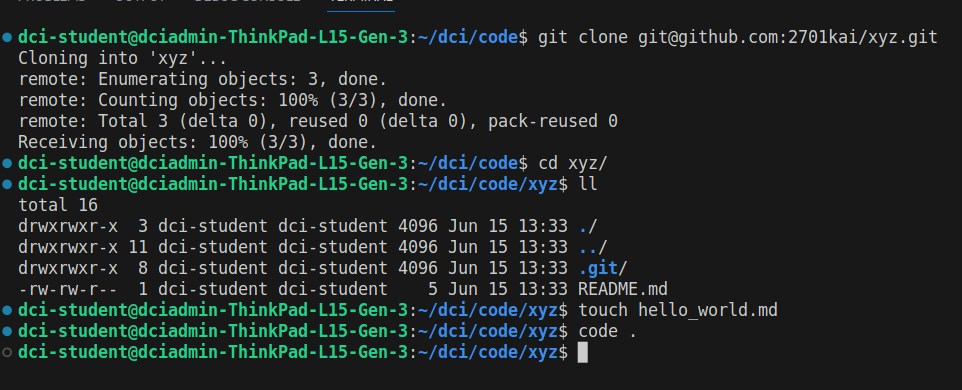 dci-student@dciadmin-ThinkPad-L15-Gen-3:~/dci/code$ git clone git@github.com:2701kai/xyz.git
Cloning into 'xyz'...
remote: Enumerating objects: 3, done.
remote: Counting objects: 100% (3/3), done.
remote: Total 3 (delta 0), reused 0 (delta 0), pack-reused 0
Receiving objects: 100% (3/3), done.
dci-student@dciadmin-ThinkPad-L15-Gen-3:~/dci/code$ cd xyz/
dci-student@dciadmin-ThinkPad-L15-Gen-3:~/dci/code/xyz$ ll
total 16
drwxrwxr-x  3 dci-student dci-student 4096 Jun 15 13:33 ./
drwxrwxr-x 11 dci-student dci-student 4096 Jun 15 13:33 ../
drwxrwxr-x  8 dci-student dci-student 4096 Jun 15 13:33 .git/
-rw-rw-r--  1 dci-student dci-student    5 Jun 15 13:33 README.md
dci-student@dciadmin-ThinkPad-L15-Gen-3:~/dci/code/xyz$ touch hello_world.md
dci-student@dciadmin-ThinkPad-L15-Gen-3:~/dci/code/xyz$ code .
dci-student@dciadmin-ThinkPad-L15-Gen-3:~/dci/code/xyz$